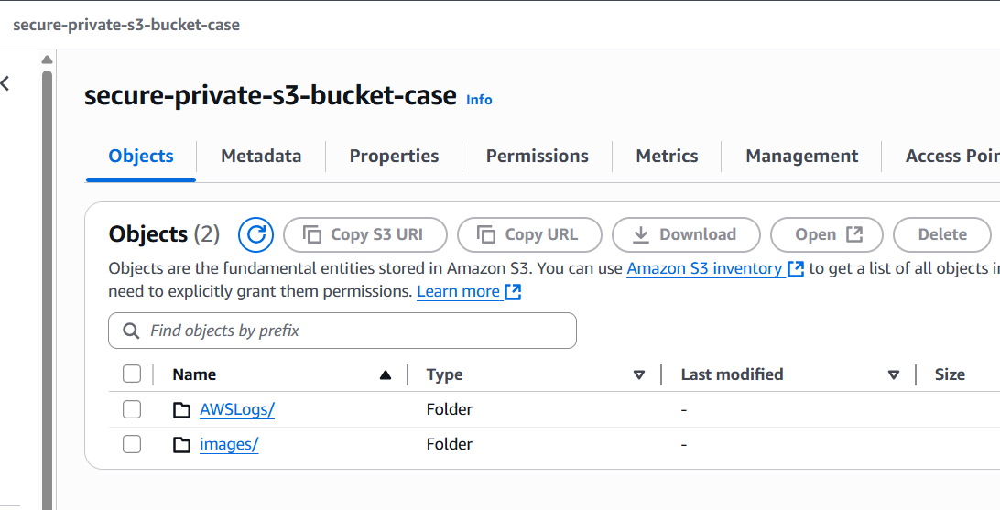 secure-private-s3-bucket-case
secure-private-s3-bucket-case Info
Objects Metadata Properties Permissions Metrics Management Access Poin
Objects (2) Copy S3 URI Copy URL Download Open Delete
Objects are the fundamental entities stored in Amazon S3. You can use Amazon S3 inventory to get a list of all objects in
need to explicitly grant them permissions. Learn more
Find objects by prefix
Name Type Last modified Size
AWSLogs/ Folder -
images/ Folder -